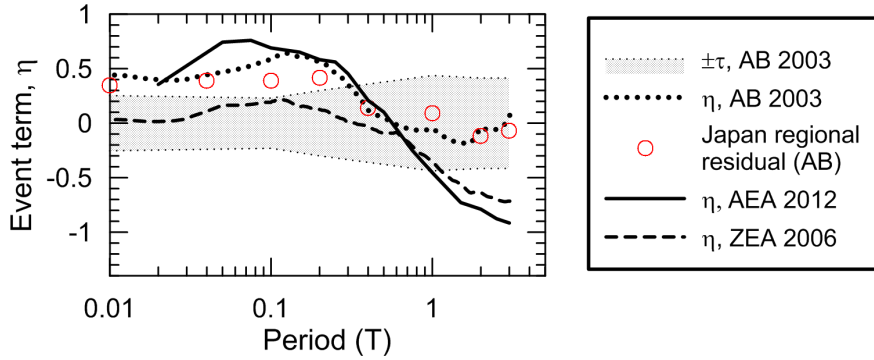 1
0.5
0
-0.5
-1
Event term, η
0.01
0.1
1
Period (T)
±τ, AB 2003
η, AB 2003
Japan regional
residual (AB)
η, AEA 2012
η, ZEA 2006